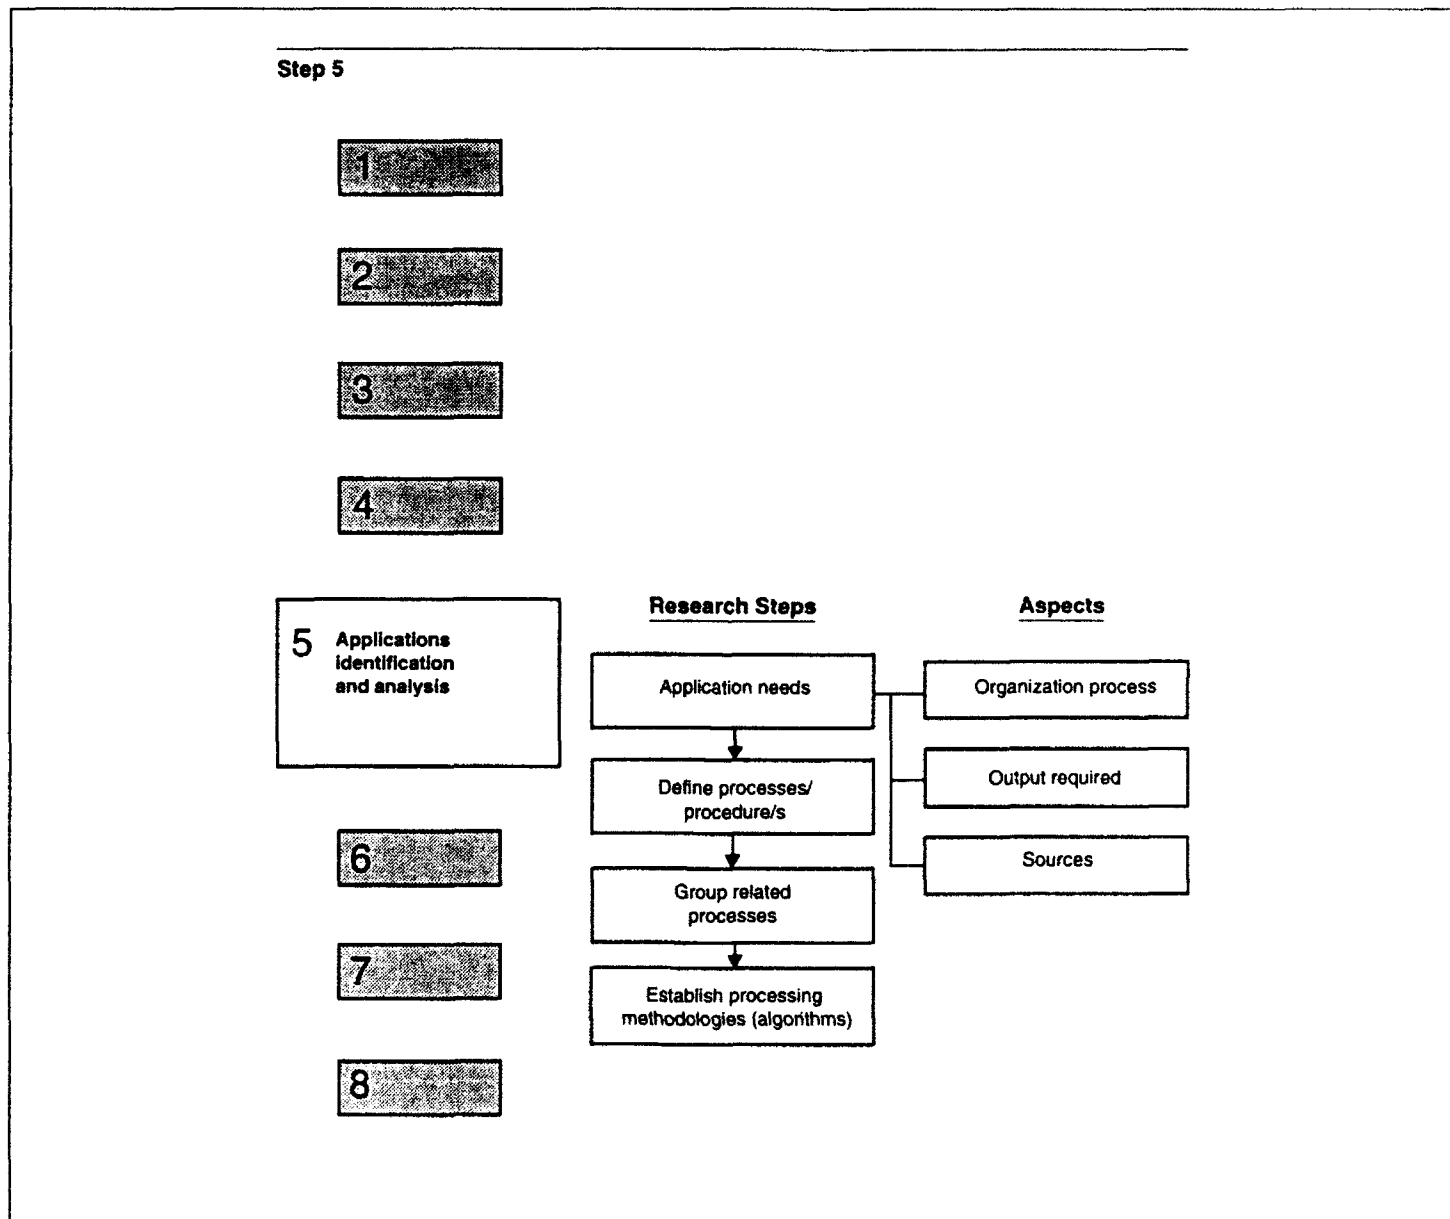 Step 5
1
2
3
4
5 Applications
identification
and analysis
Research Steps
Application needs
Define processes/
procedure/s
Group related
processes
Establish processing
methodologies (algorithms)
Aspects
Organization process
Output required
Sources
6
7
8